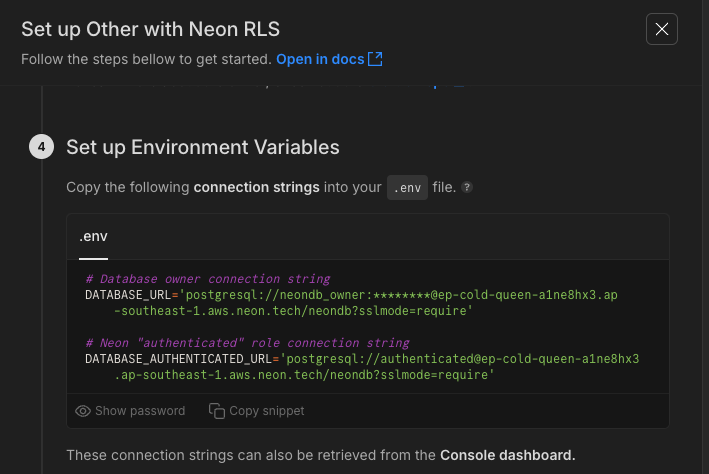 Set up Other with Neon RLS
Follow the steps bellow to get started. Open in docs
4
Set up Environment Variables
Copy the following connection strings into your .env file. ?
.env
# Database owner connection string
DATABASE_URL='postgresql://neondb_owner:********@ep-cold-queen-a1ne8hx3.ap
-southeast-1.aws.neon.tech/neondb?sslmode=require'
# Neon "authenticated" role connection string
DATABASE_AUTHENTICATED_URL='postgresql://authenticated@ep-cold-queen-a1ne8hx3
.ap-southeast-1.aws.neon.tech/neondb?sslmode=require'
Show password
Copy snippet
These connection strings can also be retrieved from the Console dashboard.